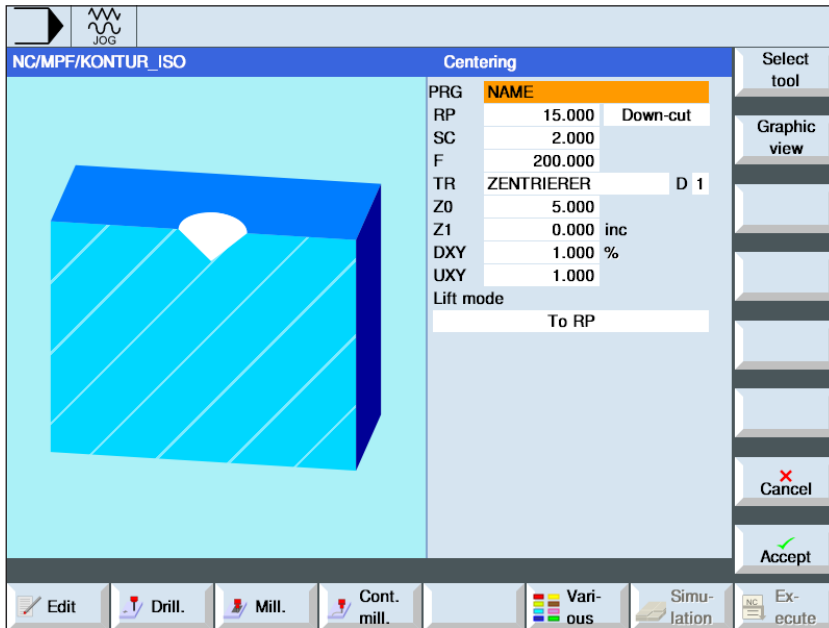 JOG
NC/MPF/KONTUR_ISO
Centering
PRG NAME
RP 15.000 Down-cut
SC 2.000
F 200.000
TR ZENTRIERER D 1
Z0 5.000
Z1 0.000 inc
DXY 1.000 %
UXY 1.000
Lift mode
To RP
Select
tool
Graphic
view
Cancel
Accept
Edit
Drill.
Mill.
Cont.
mill.
Vari-
ous
Simu-
lation
NC
Ex-
ecute